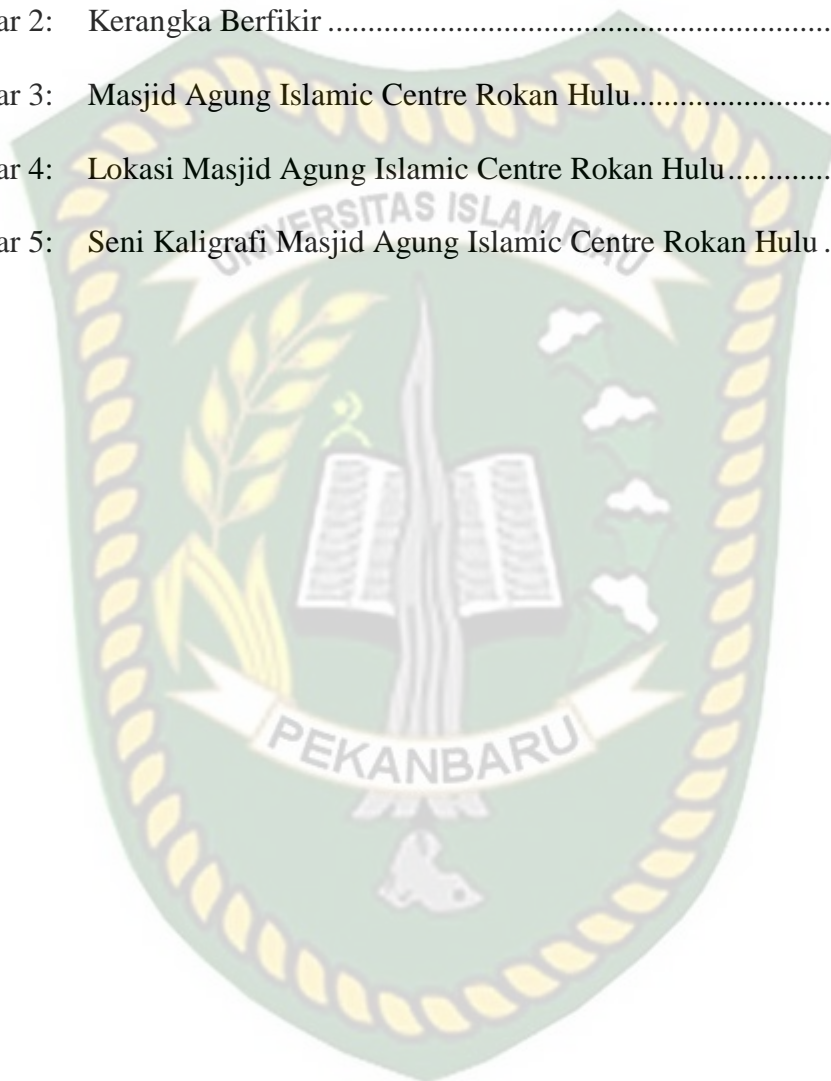 ar 2: Kerangka Berfikir ..............................................................
ar 3: Masjid Agung Islamic Centre Rokan Hulu.........................
ar 4: Lokasi Masjid Agung Islamic Centre Rokan Hulu.............
ar 5: Seni Kaligrafi Masjid Agung Islamic Centre Rokan Hulu .
UNIVERSITAS ISLAM RIAU
PEKANBARU